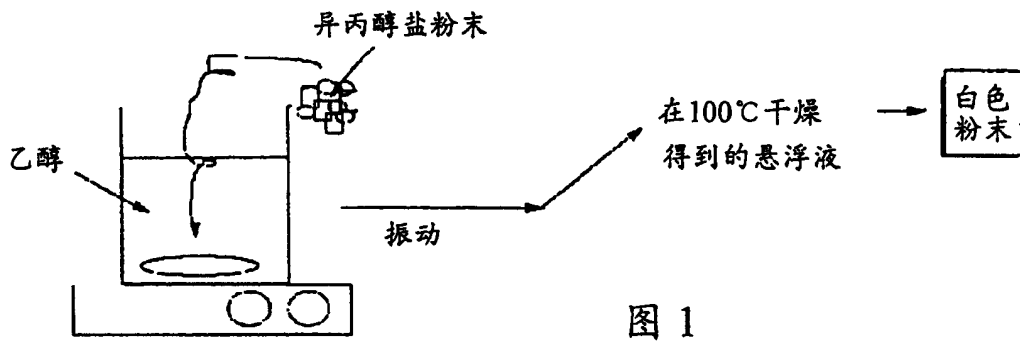 异丙醇盐粉末
乙醇
振动
在100℃干燥
得到的悬浮液
白色
粉末
图 1